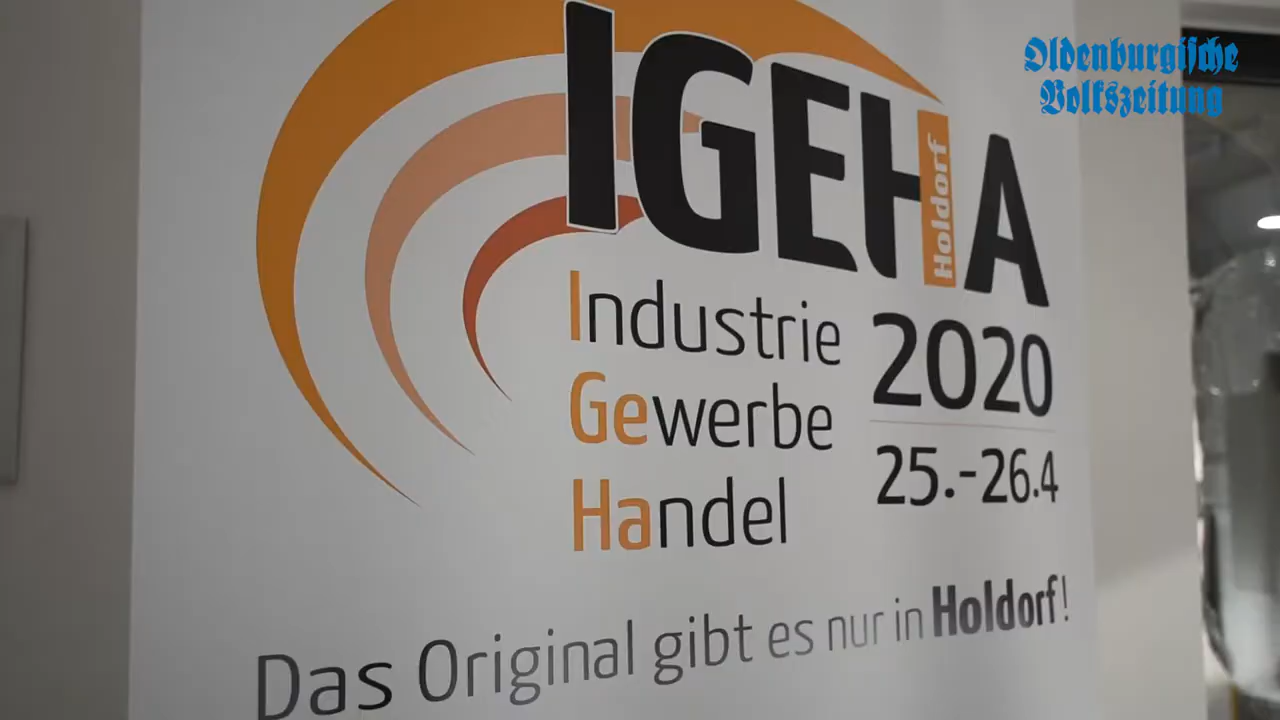 Oldenburgische
Volkszeitung
IGEHA
Holdorf
Industrie
Gewerbe
Handel
2020
25.-26.4
Das Original gibt es nur in Holdorf!